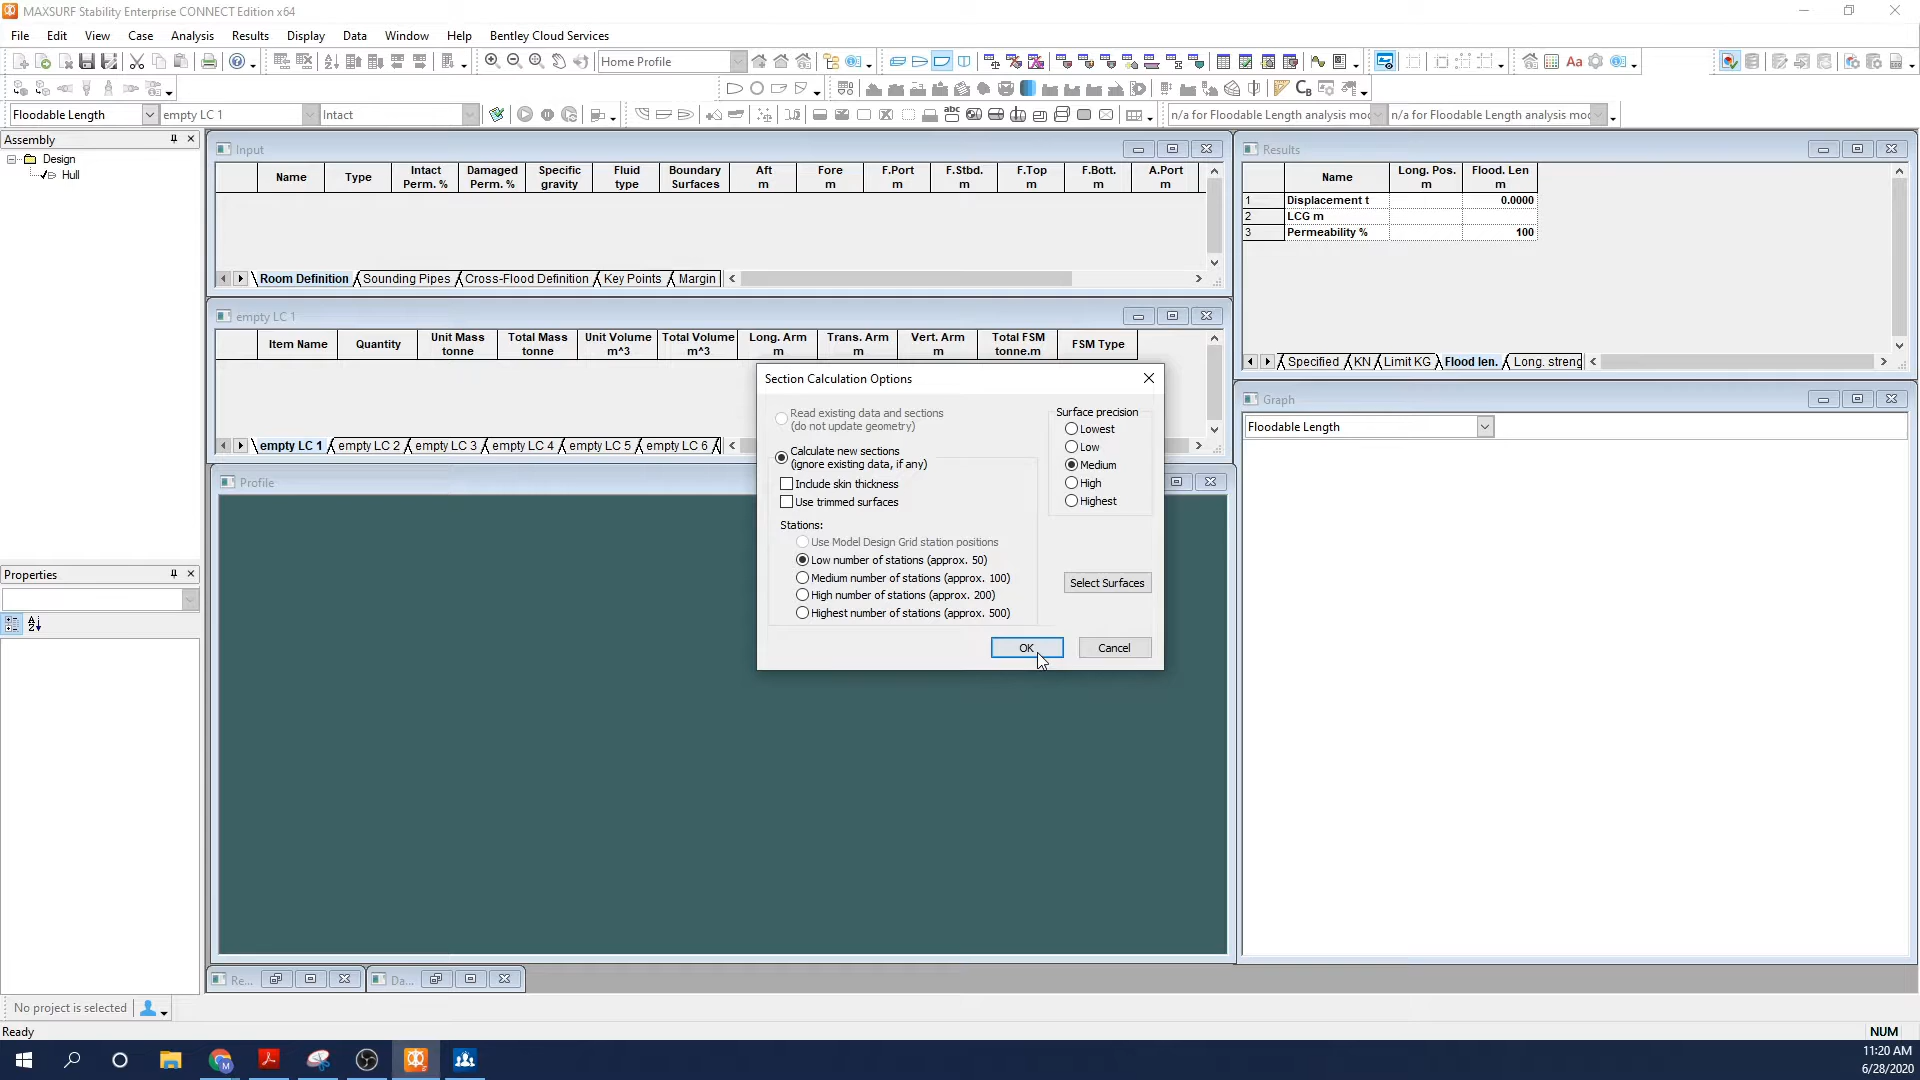 MAXSURF Stability Enterprise CONNECT Edition x64
File Edit View Case Analysis Results Display Data Window Help Bentley Cloud Services
Home Profile
Floodable Length empty LC 1 Intact n/a for Floodable Length analysis mo n/a for Floodable Length analysis mo
Assembly
Design
Hull
Properties
Input
Name Type Intact Perm. % Damaged Perm. % Specific gravity Fluid type Boundary Surfaces Aft m Fore m F.Port m F.Stbd. m F.Top m F.Bott. m A.Port m
Room Definition Sounding Pipes Cross-Flood Definition Key Points Margin
empty LC 1
Item Name Quantity Unit Mass tonne Total Mass tonne Unit Volume m^3 Total Volume m^3 Long. Arm m Trans. Arm m Vert. Arm m Total FSM tonne.m FSM Type
empty LC 1 empty LC 2 empty LC 3 empty LC 4 empty LC 5 empty LC 6
Profile
Results
Name Long. Pos. m Flood. Len m
1 Displacement t 0.0000
2 LCG m
3 Permeability % 100
Specified KN Limit KG Flood len. Long. streng
Graph
Floodable Length
Section Calculation Options
Read existing data and sections
(do not update geometry)
Calculate new sections
(ignore existing data, if any)
Include skin thickness
Use trimmed surfaces
Stations:
Use Model Design Grid station positions
Low number of stations (approx. 50)
Medium number of stations (approx. 100)
High number of stations (approx. 200)
Highest number of stations (approx. 500)
Surface precision
Lowest
Low
Medium
High
Highest
Select Surfaces
OK Cancel
Re... Da...
No project is selected
Ready NUM
11:20 AM
6/28/2020